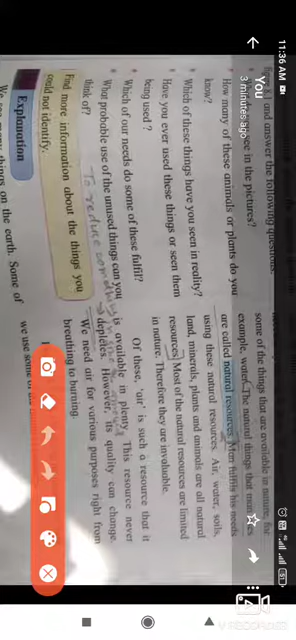 11:36 AM
You
3 minutes ago
and answer the following questions.
see in the pictures?
How many of these animals or plants do you
know?
Which of these things have you seen in reality?
Have you ever used these things or seen them
being used ?
Which of our needs do some of these fulfil?
What probable use of the unused things can you
think of?
To reduce
Find more information about the things you
could not identify.
Explanation
We see many things on the earth. Some of
some of the things that are available in nature, for
example, water. The natural things that man uses
are called natural resources. Man fulfils his needs
using these natural resources. Air, water, soils,
land, minerals, plants and animals are all natural
resources. Most of the natural resources are limited
in nature. Therefore they are invaluable.
Of these, 'air' is such a resource that it
is available in plenty. This resource never
depletes. However, its quality can change.
We need air for various purposes right from
breathing to burning.
we use some of